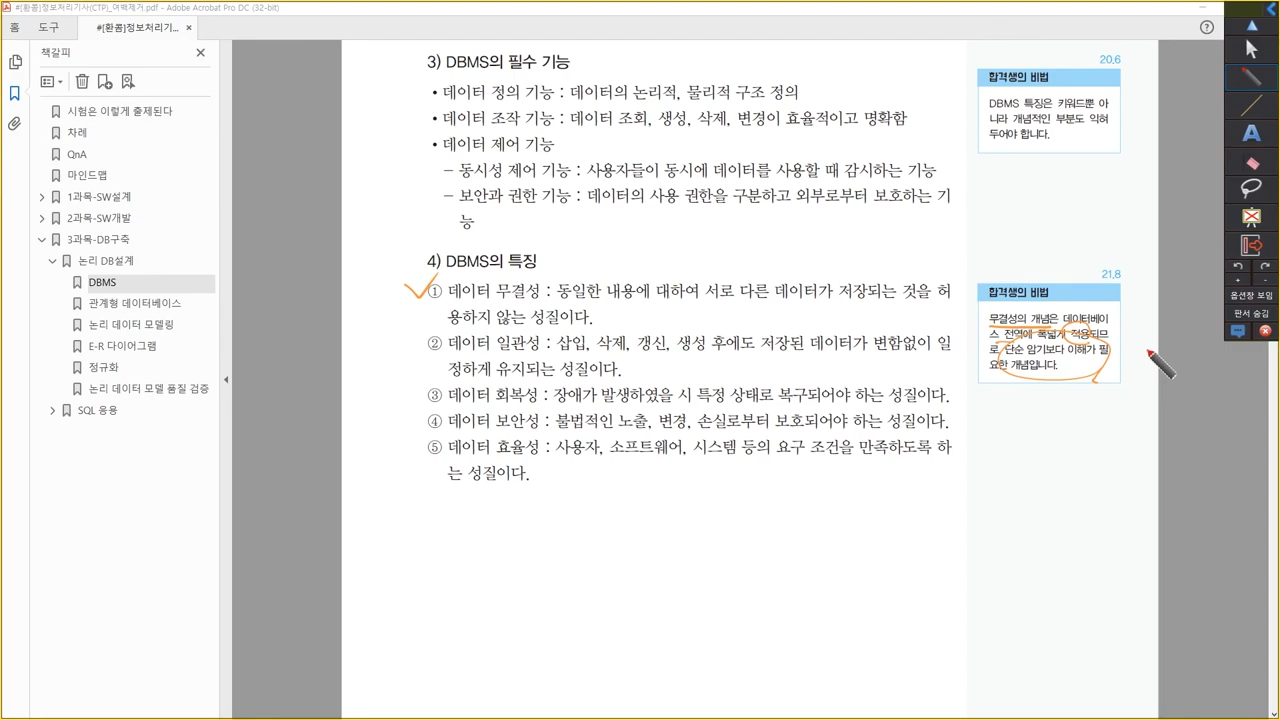 #[환콤]정보처리기사(CTP)_여백제거.pdf - Adobe Acrobat Pro DC (32-bit)
홈 도구 #[환콤]정보처리기... ×
책갈피
시험은 이렇게 출제된다
차례
QnA
마인드맵
1과목-SW설계
2과목-SW개발
3과목-DB구축
논리 DB설계
DBMS
관계형 데이터베이스
논리 데이터 모델링
E-R 다이어그램
정규화
논리 데이터 모델 품질 검증
SQL 응용
3) DBMS의 필수 기능
• 데이터 정의 기능 : 데이터의 논리적, 물리적 구조 정의
• 데이터 조작 기능 : 데이터 조회, 생성, 삭제, 변경이 효율적이고 명확함
• 데이터 제어 기능
– 동시성 제어 기능 : 사용자들이 동시에 데이터를 사용할 때 감시하는 기능
– 보안과 권한 기능 : 데이터의 사용 권한을 구분하고 외부로부터 보호하는 기
능
4) DBMS의 특징
① 데이터 무결성 : 동일한 내용에 대하여 서로 다른 데이터가 저장되는 것을 허
용하지 않는 성질이다.
② 데이터 일관성 : 삽입, 삭제, 갱신, 생성 후에도 저장된 데이터가 변함없이 일
정하게 유지되는 성질이다.
③ 데이터 회복성 : 장애가 발생하였을 시 특정 상태로 복구되어야 하는 성질이다.
④ 데이터 보안성 : 불법적인 노출, 변경, 손실로부터 보호되어야 하는 성질이다.
⑤ 데이터 효율성 : 사용자, 소프트웨어, 시스템 등의 요구 조건을 만족하도록 하
는 성질이다.
20.6
합격생의 비법
DBMS 특징은 키워드뿐 아
니라 개념적인 부분도 익혀
두어야 합니다.
21.8
합격생의 비법
무결성의 개념은 데이터베이
스 전역에 폭넓게 적용되므
로 단순 암기보다 이해가 필
요한 개념입니다.
A
옵션장 보임
판서 숨김